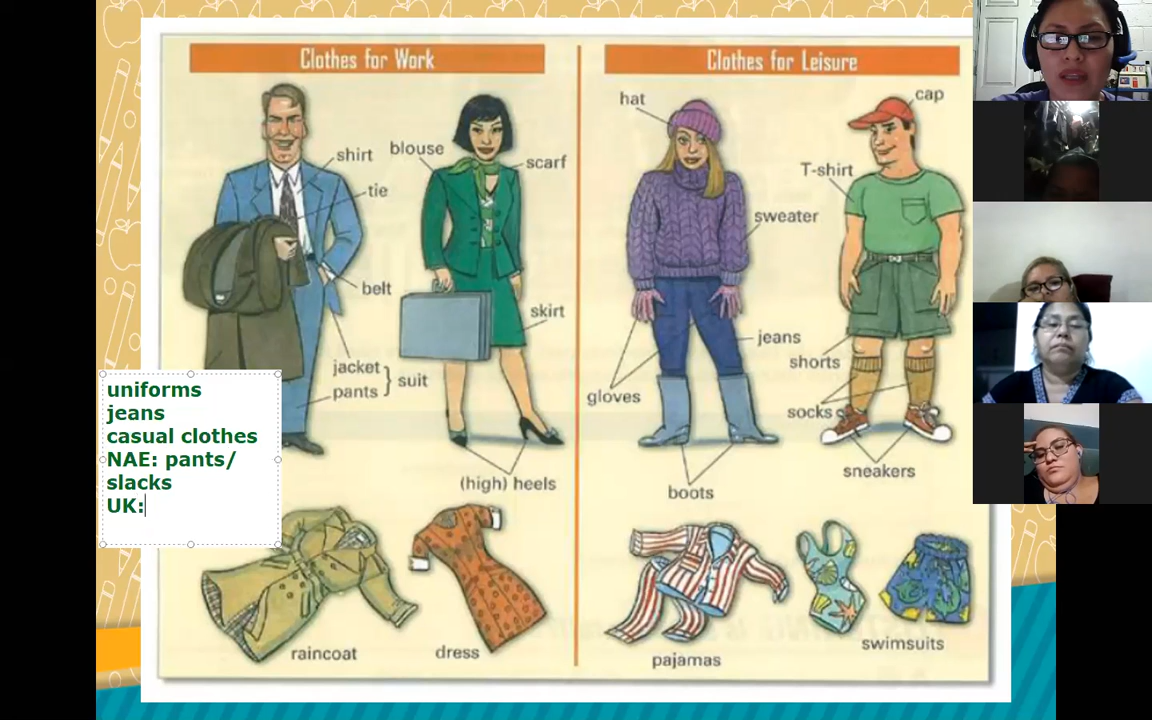 Clothes for Work
shirt
tie
blouse
scarf
belt
skirt
jacket
pants
suit
(high) heels
raincoat
dress
Clothes for Leisure
hat
cap
T-shirt
sweater
jeans
shorts
gloves
socks
sneakers
boots
pajamas
swimsuits
uniforms
jeans
casual clothes
NAE: pants/
slacks
UK: